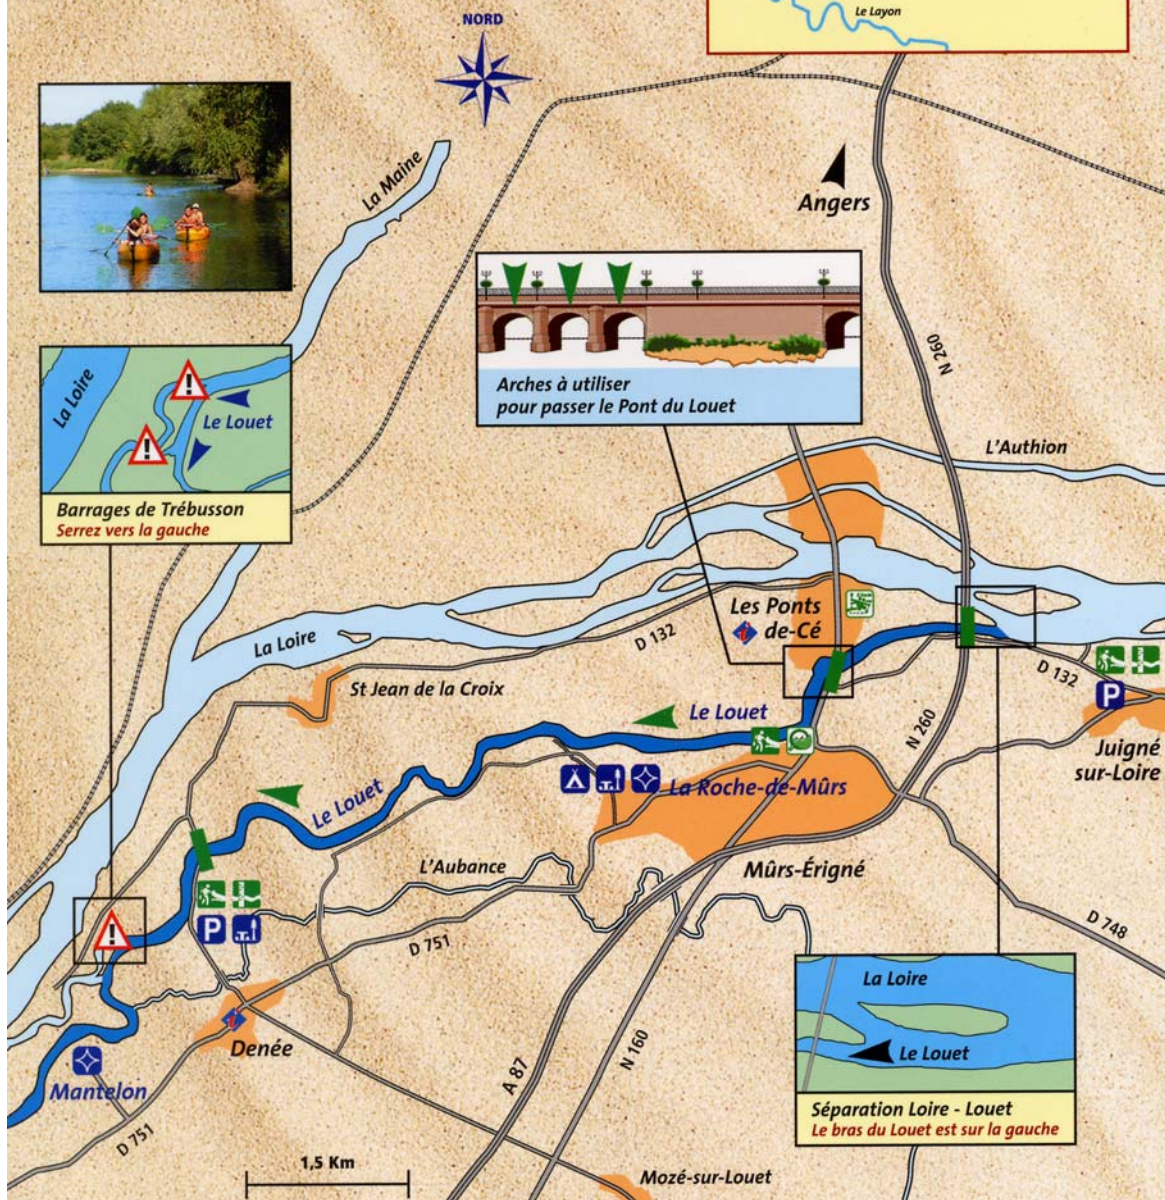 Le Layon
NORD
La Maine
Angers
N 260
Arches à utiliser
pour passer le Pont du Louet
La Loire
Le Louet
Barrages de Trébusson
Serrez vers la gauche
L'Authion
La Loire
D 132
Les Ponts
de-Cé
D 132
St Jean de la Croix
Le Louet
N 260
Juigné
sur-Loire
P
Le Louet
La Roche-de-Mûrs
L'Aubance
Mûrs-Érigné
P
D 751
D 748
Denée
Mantelon
D 751
A 87
N 160
La Loire
Le Louet
Séparation Loire - Louet
Le bras du Louet est sur la gauche
1,5 Km
Mozé-sur-Louet